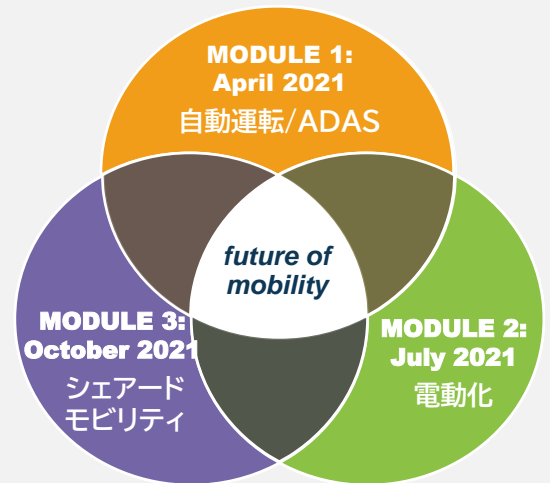 MODULE 1:
April 2021
自動運転/ADAS
future of
mobility
MODULE 3:
October 2021
シェアード
モビリティ
MODULE 2:
July 2021
電動化